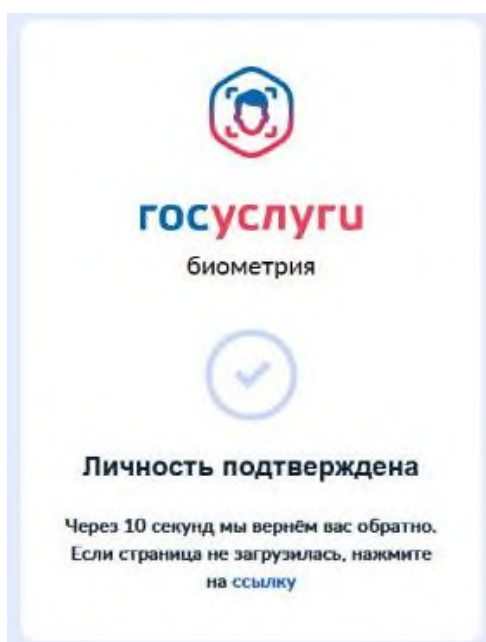 госуслуги
биометрия
Личность подтверждена
Через 10 секунд мы вернём вас обратно.
Если страница не загрузилась, нажмите
на ссылку